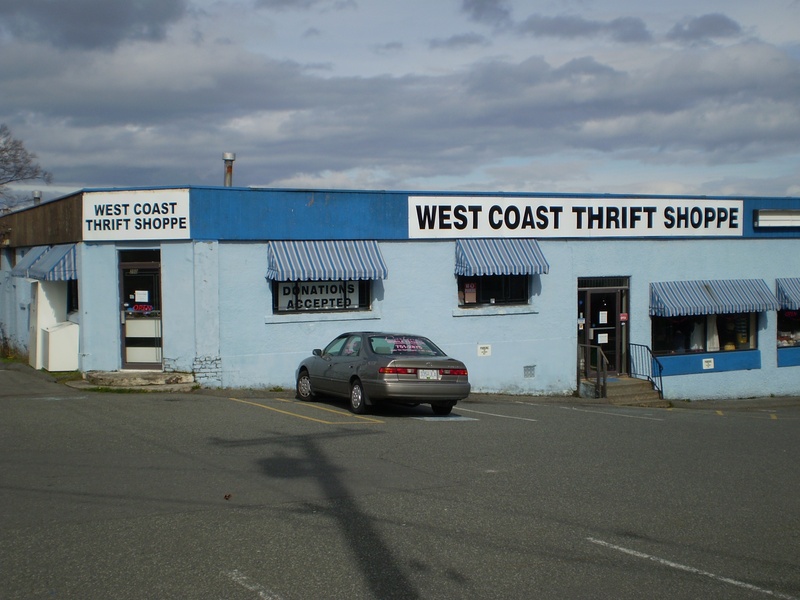 WEST COAST
THRIFT SHOPPE
WEST COAST THRIFT SHOPPE
DONATIONS
ACCEPTED